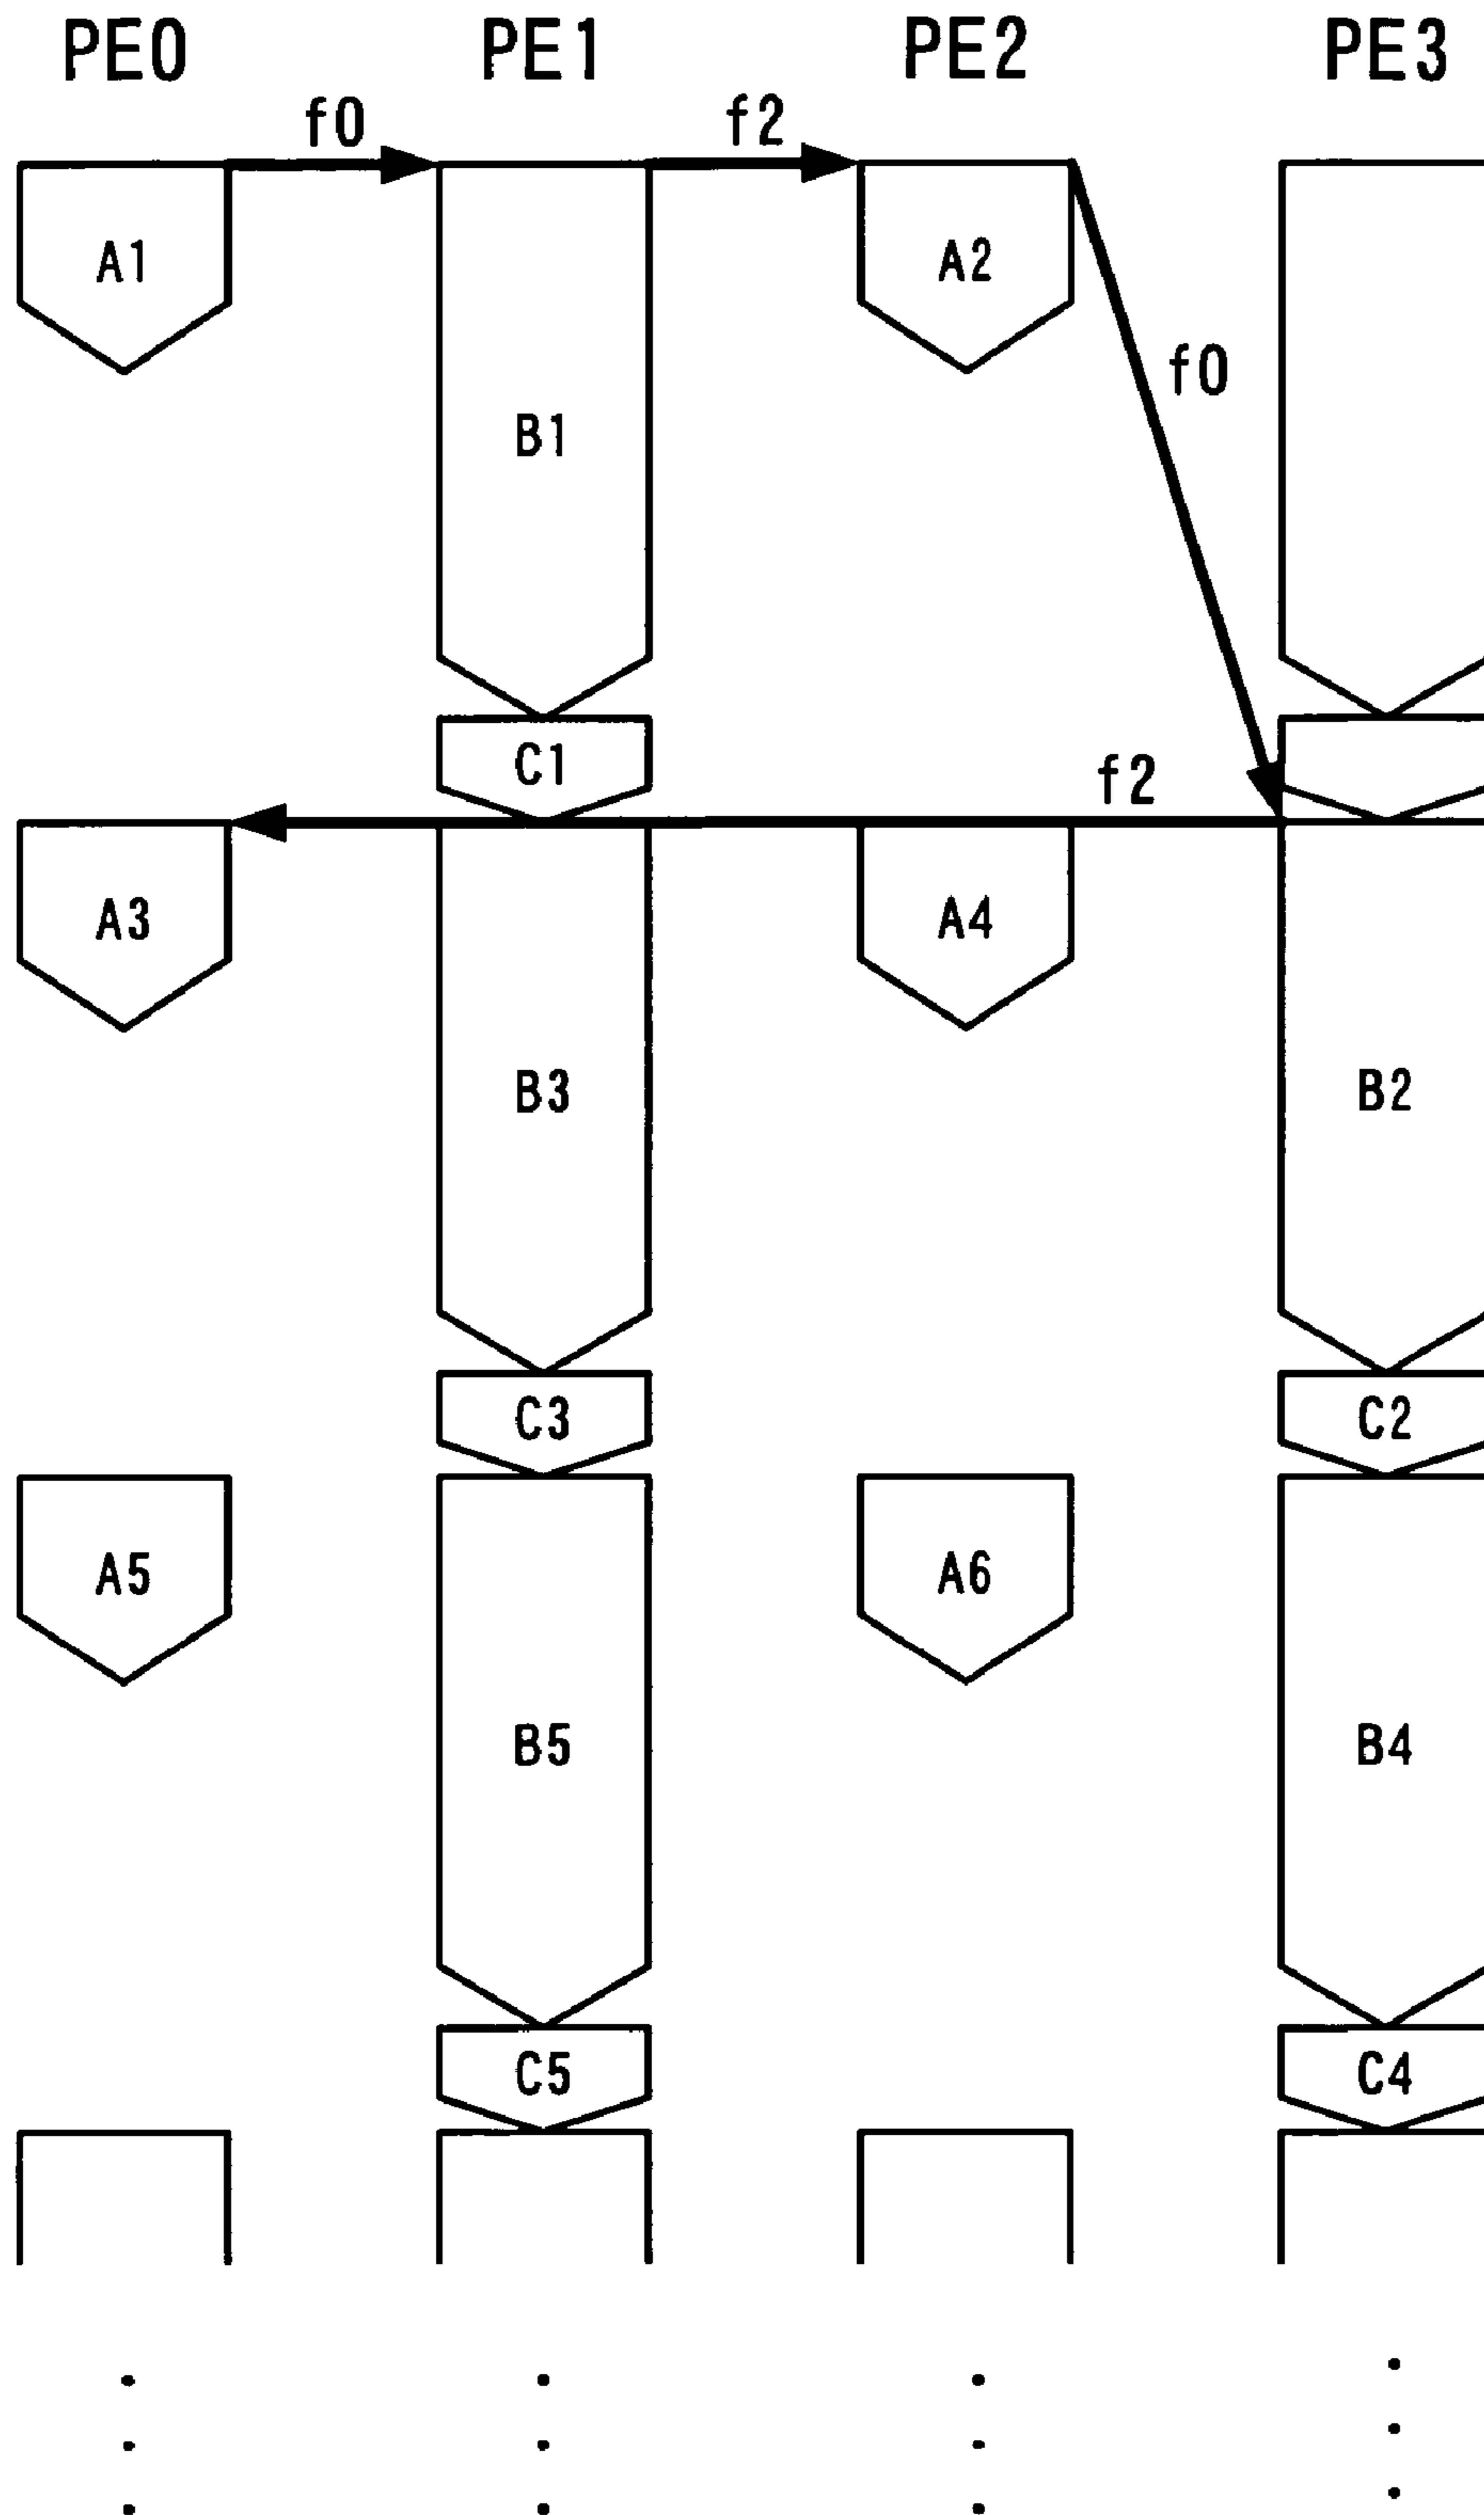 PE0 PE1 PE2 PE3
f0 f2
A1 A2
f0
B1
C1 f2
A3 A4
B3 B2
C3 C2
A5 A6
B5 B4
C5 C4